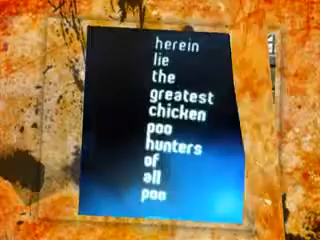 herein
lie
the
greatest
chicken
poo
hunters
of
all
poo